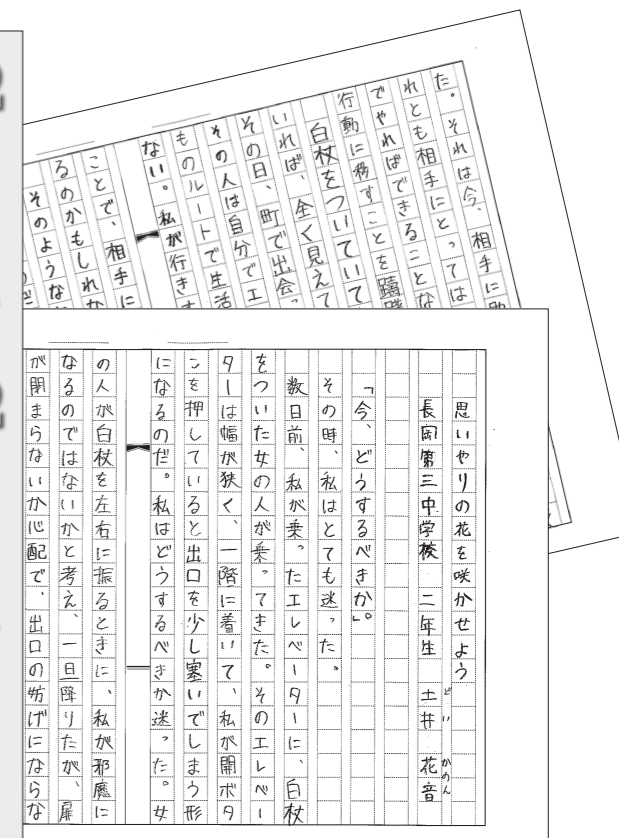 思いやりの花を咲かせよう
長岡第三中学校 二年生 土井 花音
どい かのん
「今、どうするべきか」。
その時、私はとても迷った。
数日前、私が乗ったエレベーターに、白杖
をついた女の人が乗ってきた。そのエレベー
ターは幅が狭く、一階に着いて、私が開ボタ
ンを押していると出口を少し塞いでしまう形
になるのだ。私はどうするべきか迷った。女
の人が白杖を左右に振るときに、私が邪魔に
なるのではないかと考え、一旦降りたが、扉
が閉まらないか心配で、出口の妨げにならな
た。それは今、相手に
れとも相手にとっては
でやればできることな
行動に移すことを躊
白杖をついていて
いれば、全く見えて
その日、町で出会っ
その人は自分でエ
ものルートで生活
ない。私が行きす
ことで、相手に
るのかもしれな
そのような